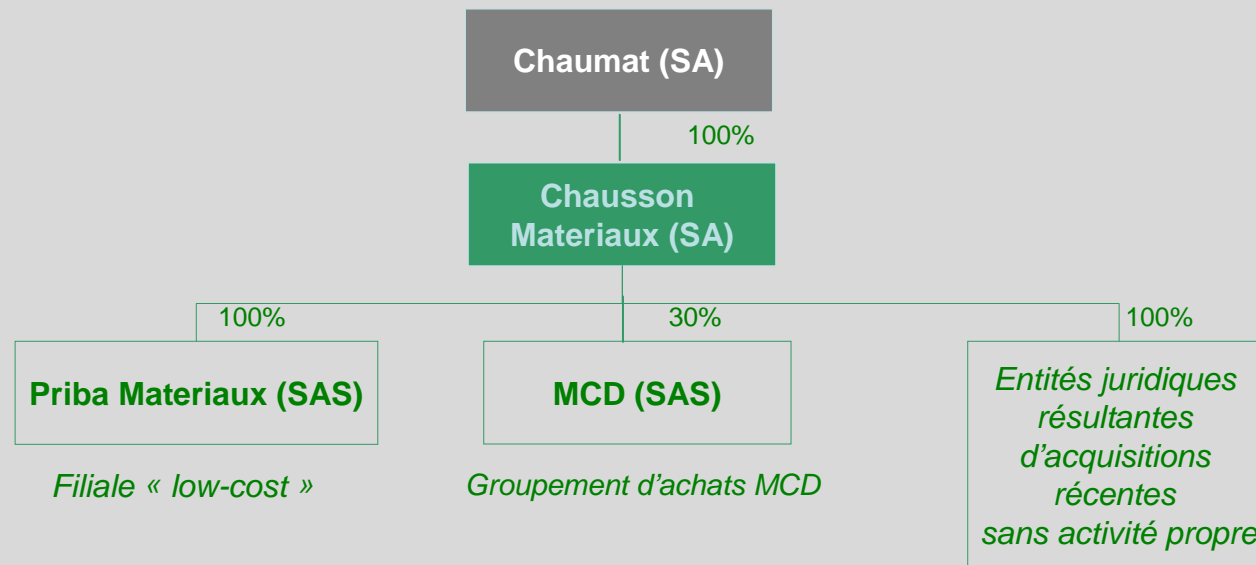 Chaumat (SA)
100%
Chausson
Materiaux (SA)
100%
30%
100%
Priba Materiaux (SAS)
MCD (SAS)
Entités juridiques
résultantes
d’acquisitions
récentes
sans activité propre
Filiale « low-cost »
Groupement d’achats MCD